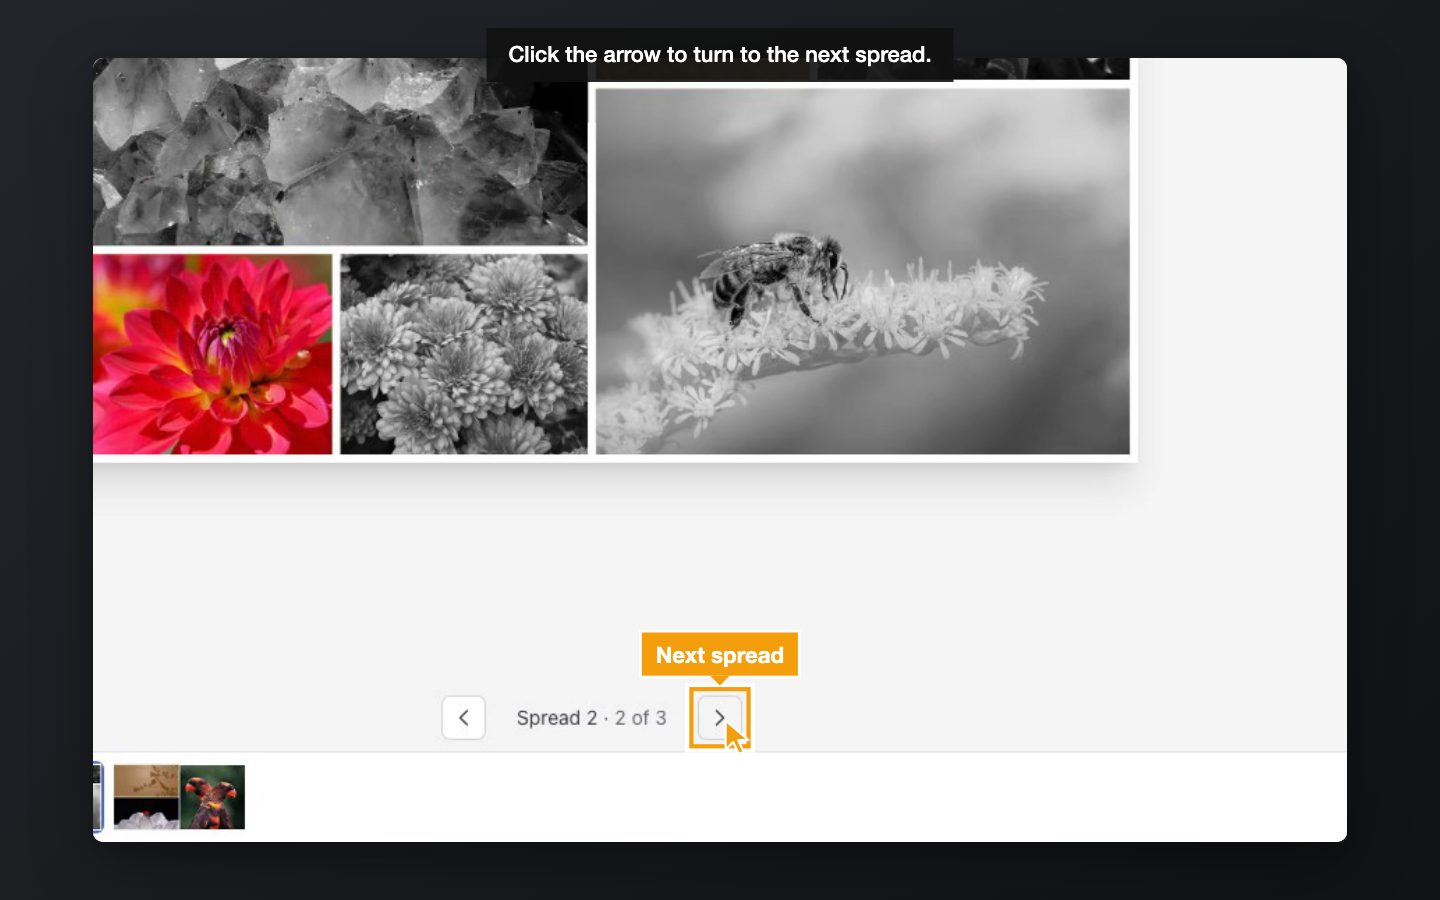 Click the arrow to turn to the next spread.
Next spread
Spread 2 · 2 of 3